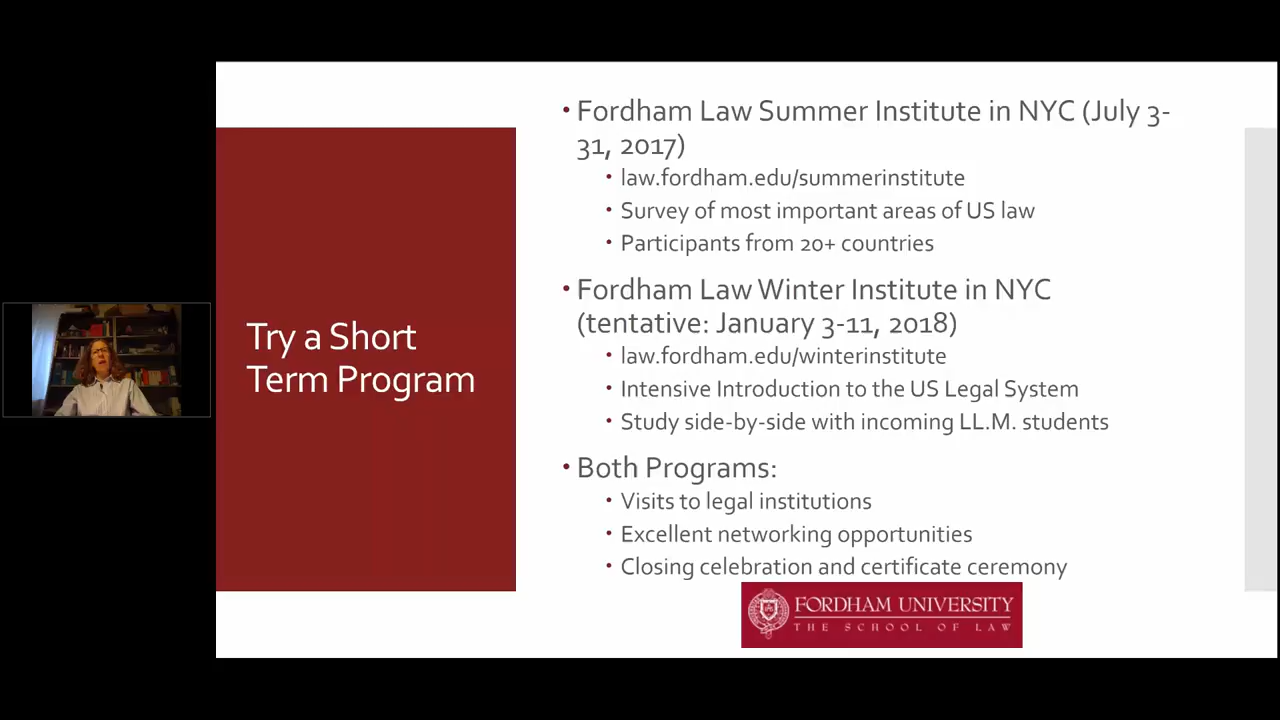 Try a Short
Term Program
• Fordham Law Summer Institute in NYC (July 3-
31, 2017)
• law.fordham.edu/summerinstitute
• Survey of most important areas of US law
• Participants from 20+ countries
• Fordham Law Winter Institute in NYC
(tentative: January 3-11, 2018)
• law.fordham.edu/winterinstitute
• Intensive Introduction to the US Legal System
• Study side-by-side with incoming LL.M. students
• Both Programs:
• Visits to legal institutions
• Excellent networking opportunities
• Closing celebration and certificate ceremony
FORDHAM UNIVERSITY
THE SCHOOL OF LAW